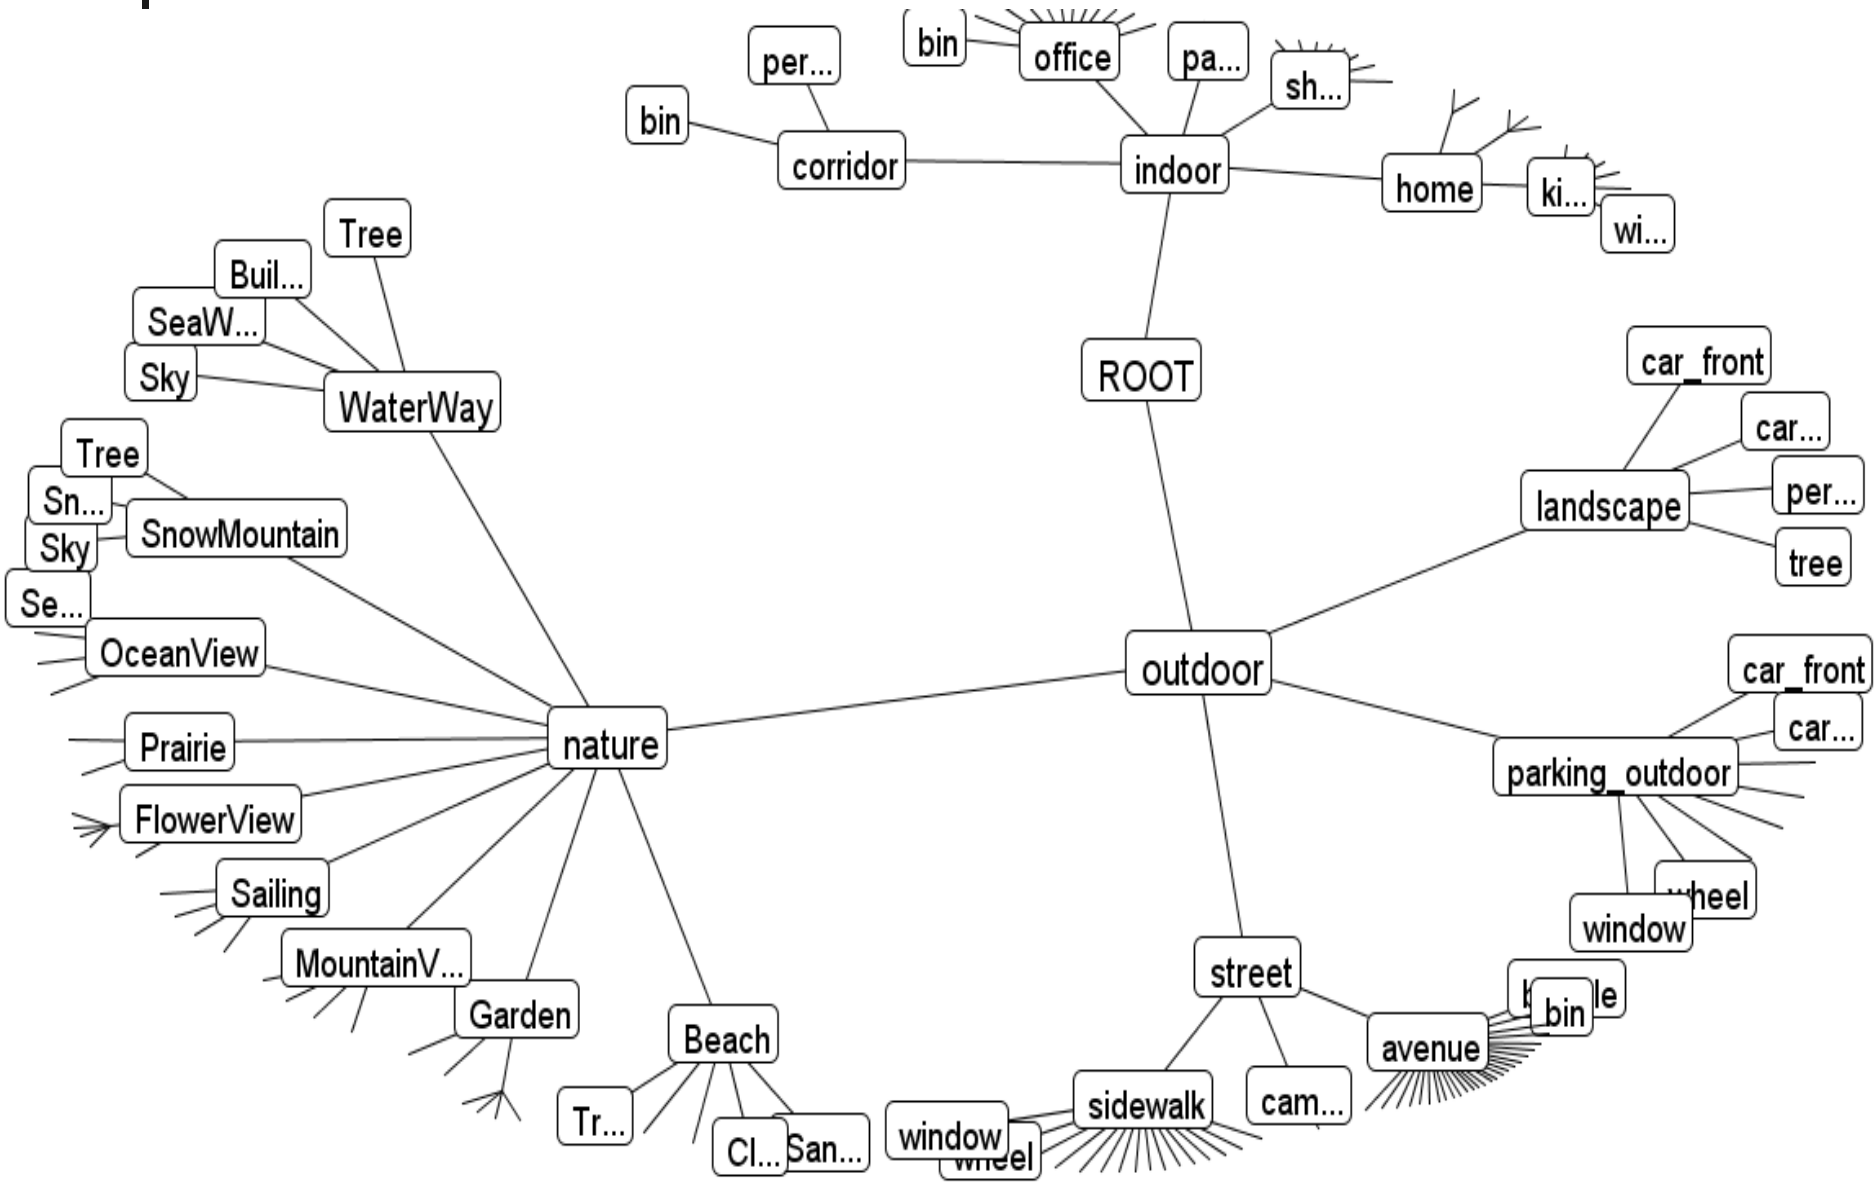 bin
office
pa...
per...
sh...
bin
corridor
indoor
home
ki...
wi...
Tree
Buil...
SeaW...
Sky
WaterWay
ROOT
car_front
car...
per...
landscape
tree
Tree
Sn...
SnowMountain
Sky
Se...
OceanView
outdoor
car_front
car...
parking_outdoor
nature
Prairie
FlowerView
Sailing
wheel
window
MountainV...
Garden
street
bin
avenue
Beach
Tr...
Cl...
San...
sidewalk
cam...
window
wheel